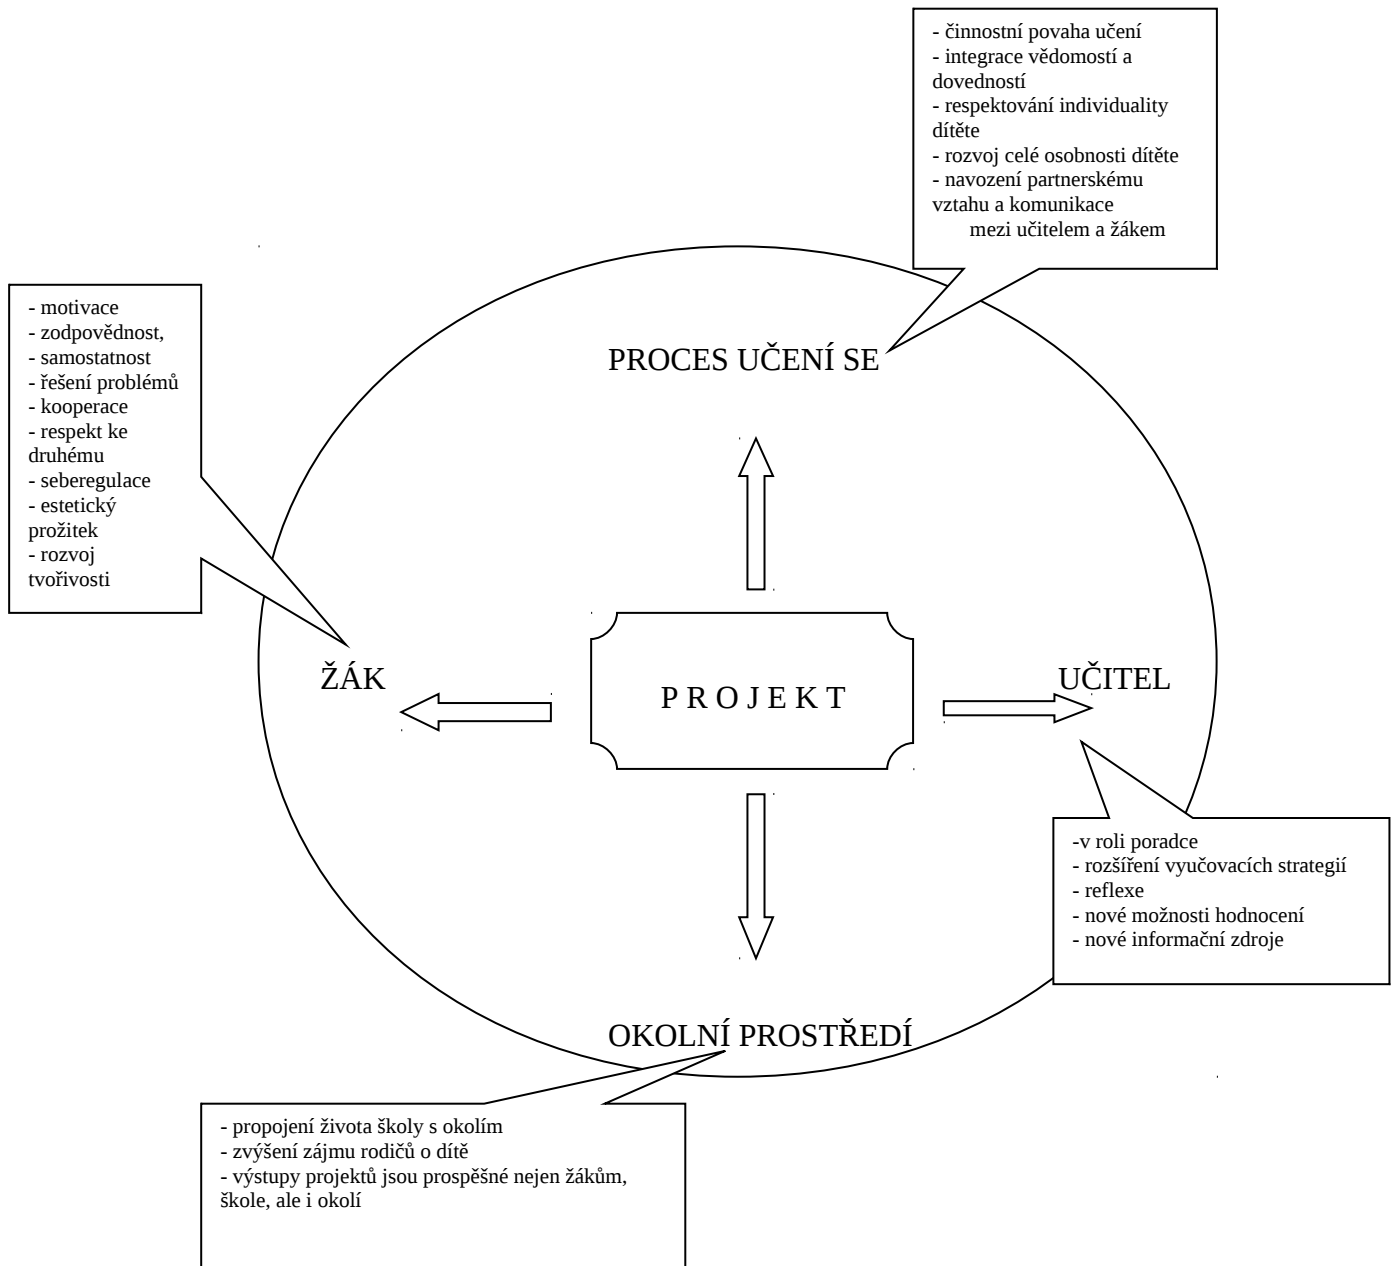 - činnostní povaha učení
- integrace vědomostí a
dovedností
- respektování individuality
dítěte
- rozvoj celé osobnosti dítěte
- navození partnerskému
vztahu a komunikace
mezi učitelem a žákem
- motivace
- zodpovědnost,
- samostatnost
- řešení problémů
- kooperace
- respekt ke
druhému
- seberegulace
- estetický
prožitek
- rozvoj
tvořivosti
PROCES UČENÍ SE
ŽÁK
P R O J E K T
UČITEL
-v roli poradce
- rozšíření vyučovacích strategií
- reflexe
- nové možnosti hodnocení
- nové informační zdroje
OKOLNÍ PROSTŘEDÍ
- propojení života školy s okolím
- zvýšení zájmu rodičů o dítě
- výstupy projektů jsou prospěšné nejen žákům,
škole, ale i okolí